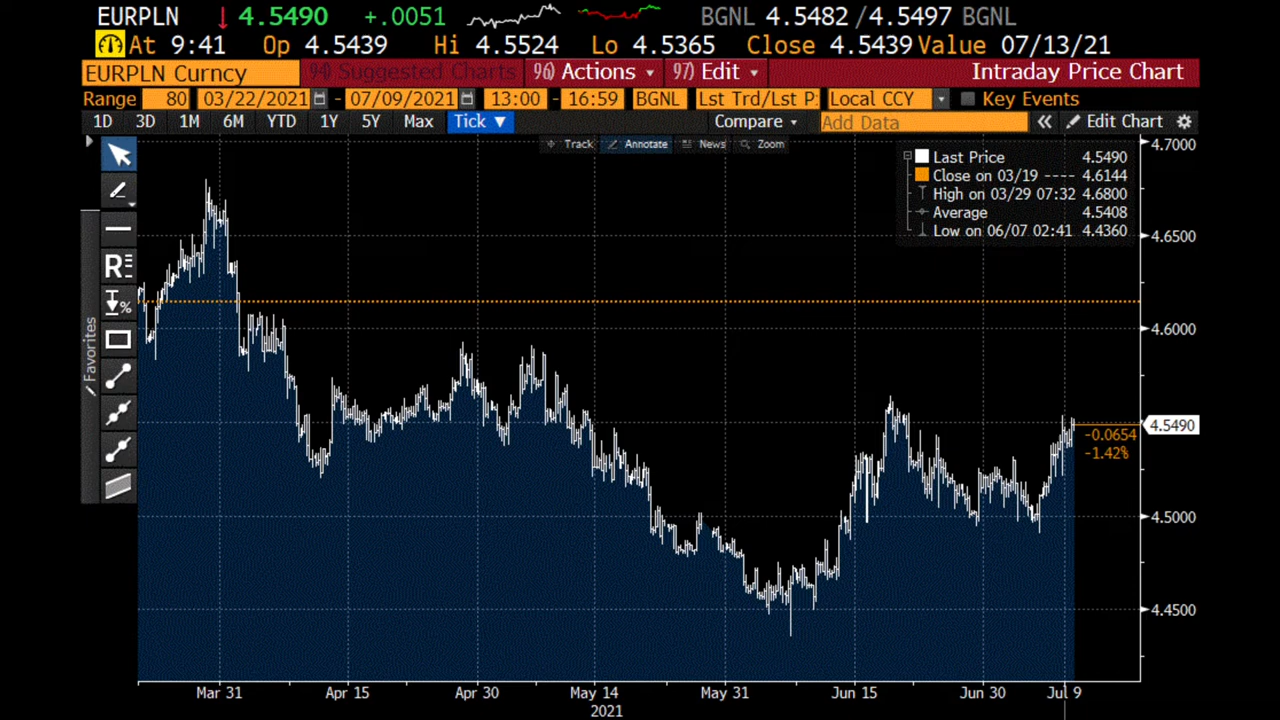 EURPLN ↓ 4.5490 +.0051 BGNL 4.5482 /4.5497 BGNL
At 9:41 Op 4.5439 Hi 4.5524 Lo 4.5365 Close 4.5439 Value 07/13/21
EURPLN Curncy 94) Suggested Charts 96) Actions 97) Edit Intraday Price Chart
Range 80 03/22/2021 - 07/09/2021 13:00 - 16:59 BGNL Lst Trd/Lst P: Local CCY Key Events
1D 3D 1M 6M YTD 1Y 5Y Max Tick ▼ Compare Add Data « Edit Chart
Track Annotate News Zoom
Last Price 4.5490
Close on 03/19 ---- 4.6144
High on 03/29 07:32 4.6800
Average 4.5408
Low on 06/07 02:41 4.4360
4.7000
4.6500
4.6000
4.5490
-0.0654
-1.42%
4.5000
4.4500
R
%
Favorites
Mar 31 Apr 15 Apr 30 May 14 May 31 Jun 15 Jun 30 Jul 9
2021